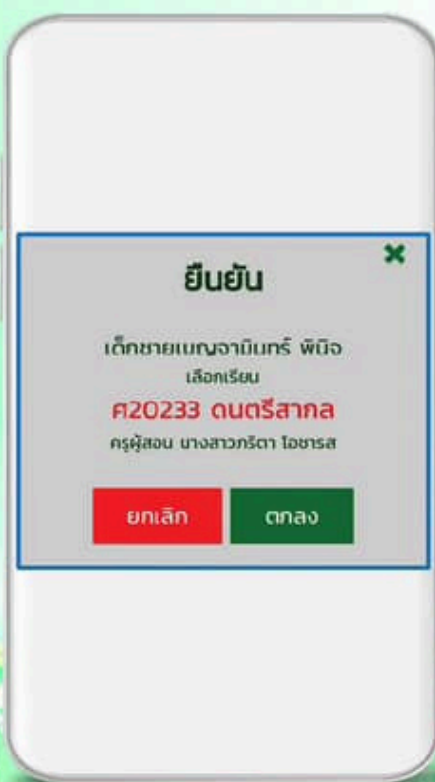 ยืนยัน
เด็กชายเบญจามินทร์ พินิจ
เลือกเรียน
ศ20233 ดนตรีสากล
ครูผู้สอน นางสาวภริตา โอชารส
ยกเลิก
ตกลง